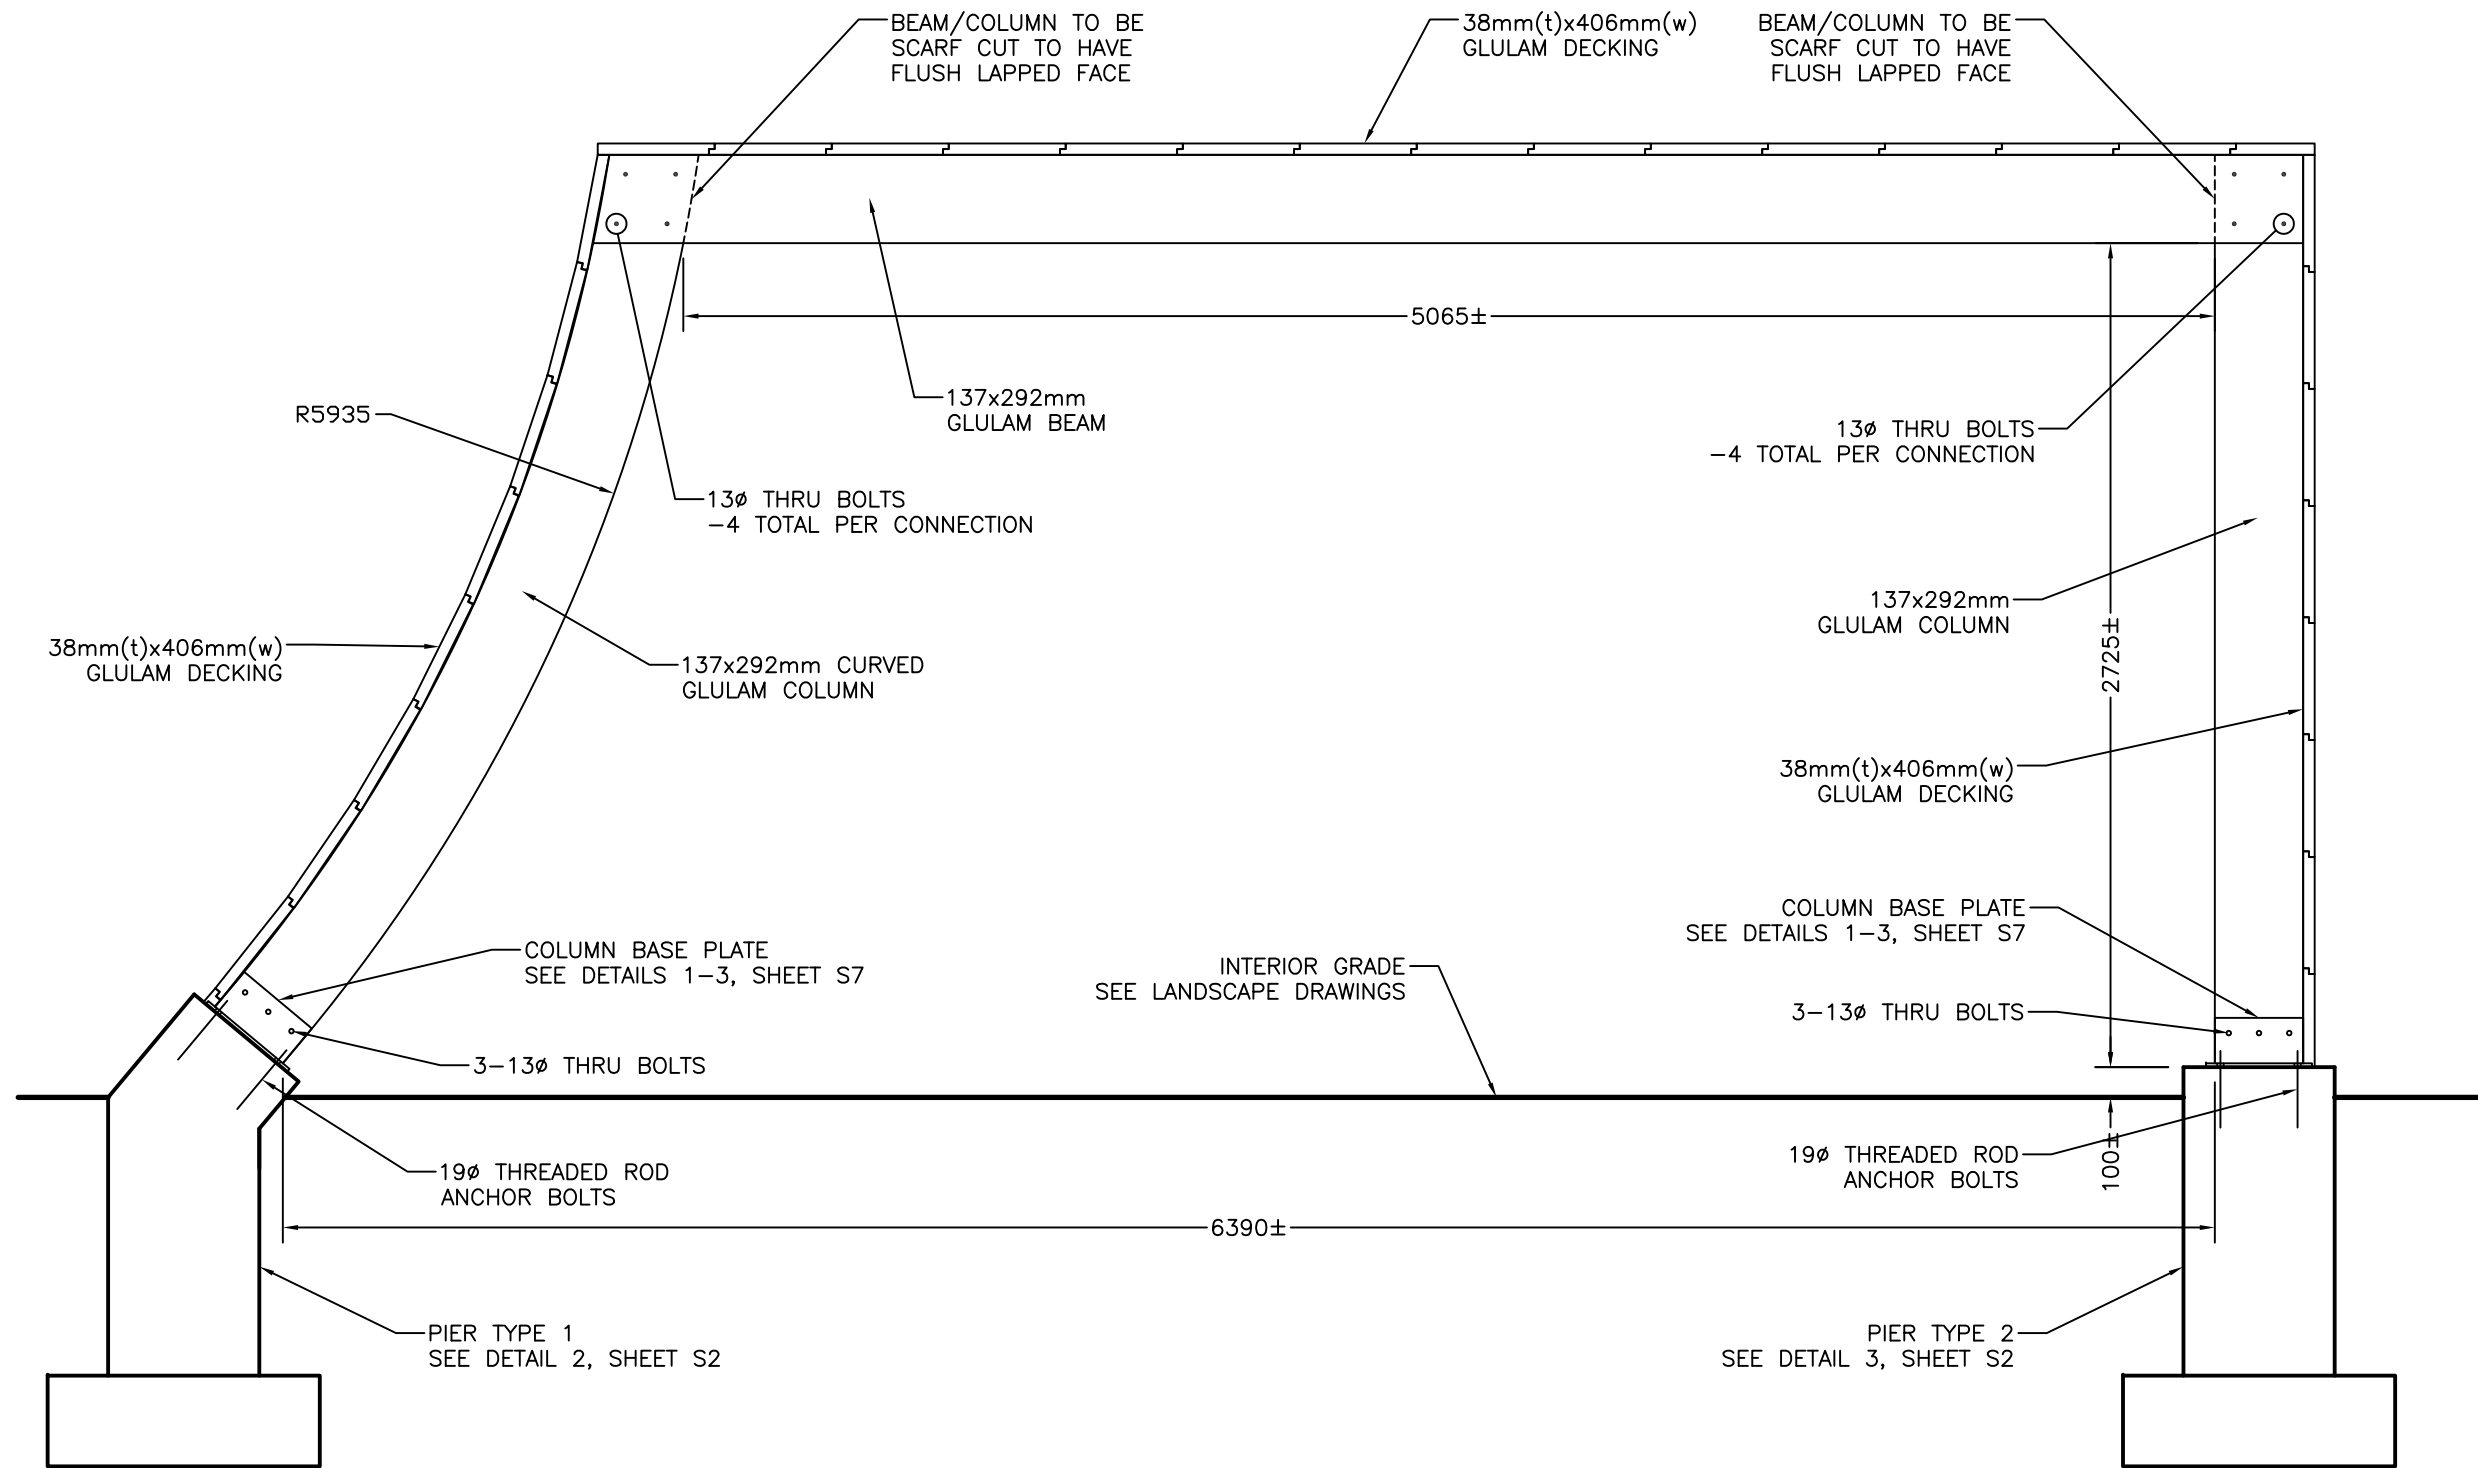 BEAM/COLUMN TO BE
SCARF CUT TO HAVE
FLUSH LAPPED FACE
38mm(t)x406mm(w)
GLULAM DECKING
BEAM/COLUMN TO BE
SCARF CUT TO HAVE
FLUSH LAPPED FACE
5065±
R5935
137x292mm
GLULAM BEAM
13ø THRU BOLTS
-4 TOTAL PER CONNECTION
13ø THRU BOLTS
-4 TOTAL PER CONNECTION
137x292mm
GLULAM COLUMN
38mm(t)x406mm(w)
GLULAM DECKING
137x292mm CURVED
GLULAM COLUMN
2725±
38mm(t)x406mm(w)
GLULAM DECKING
COLUMN BASE PLATE
SEE DETAILS 1-3, SHEET S7
COLUMN BASE PLATE
SEE DETAILS 1-3, SHEET S7
INTERIOR GRADE
SEE LANDSCAPE DRAWINGS
3-13ø THRU BOLTS
3-13ø THRU BOLTS
19ø THREADED ROD
ANCHOR BOLTS
100±
19ø THREADED ROD
ANCHOR BOLTS
6390±
PIER TYPE 1
SEE DETAIL 2, SHEET S2
PIER TYPE 2
SEE DETAIL 3, SHEET S2